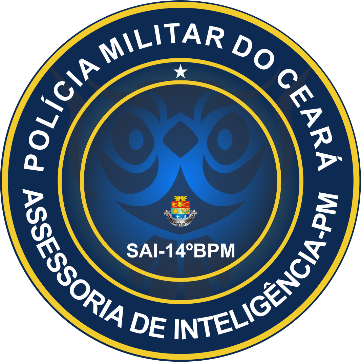 POLÍCIA MILITAR DO CEARÁ
SAI-14ºBPM
ASSESSORIA DE INTELIGÊNCIA-PM